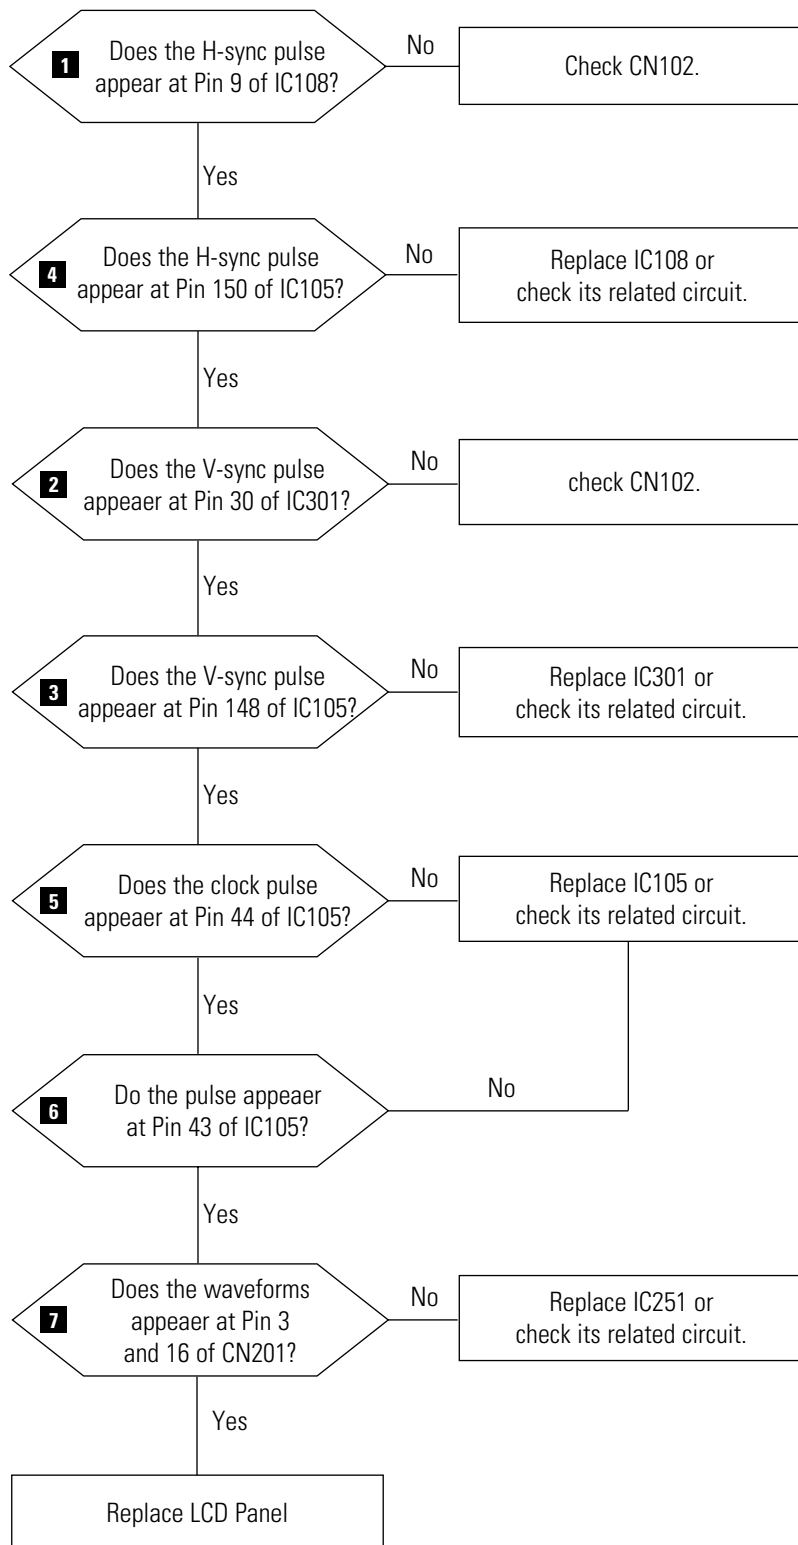 1
Does the H-sync pulse
appear at Pin 9 of IC108?
No
Check CN102.
Yes
4
Does the H-sync pulse
appear at Pin 150 of IC105?
No
Replace IC108 or
check its related circuit.
Yes
2
Does the V-sync pulse
appeaer at Pin 30 of IC301?
No
check CN102.
Yes
3
Does the V-sync pulse
appeaer at Pin 148 of IC105?
No
Replace IC301 or
check its related circuit.
Yes
5
Does the clock pulse
appeaer at Pin 44 of IC105?
No
Replace IC105 or
check its related circuit.
Yes
6
Do the pulse appeaer
at Pin 43 of IC105?
No
Yes
7
Does the waveforms
appeaer at Pin 3
and 16 of CN201?
No
Replace IC251 or
check its related circuit.
Yes
Replace LCD Panel